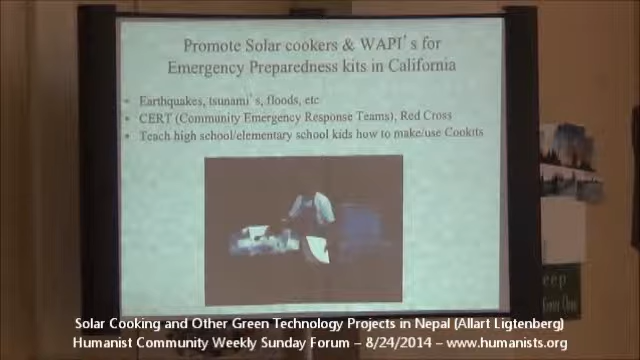 Promote Solar cookers & WAPI's for
Emergency Preparedness kits in California
• Earthquakes, tsunami's, floods, etc
• CERT (Community Emergency Response Teams), Red Cross
• Teach high school/elementary school kids how to make/use Cookits
eep
Solar Cooking and Other Green Technology Projects in Nepal (Allart Ligtenberg)
Humanist Community Weekly Sunday Forum – 8/24/2014 – www.humanists.org